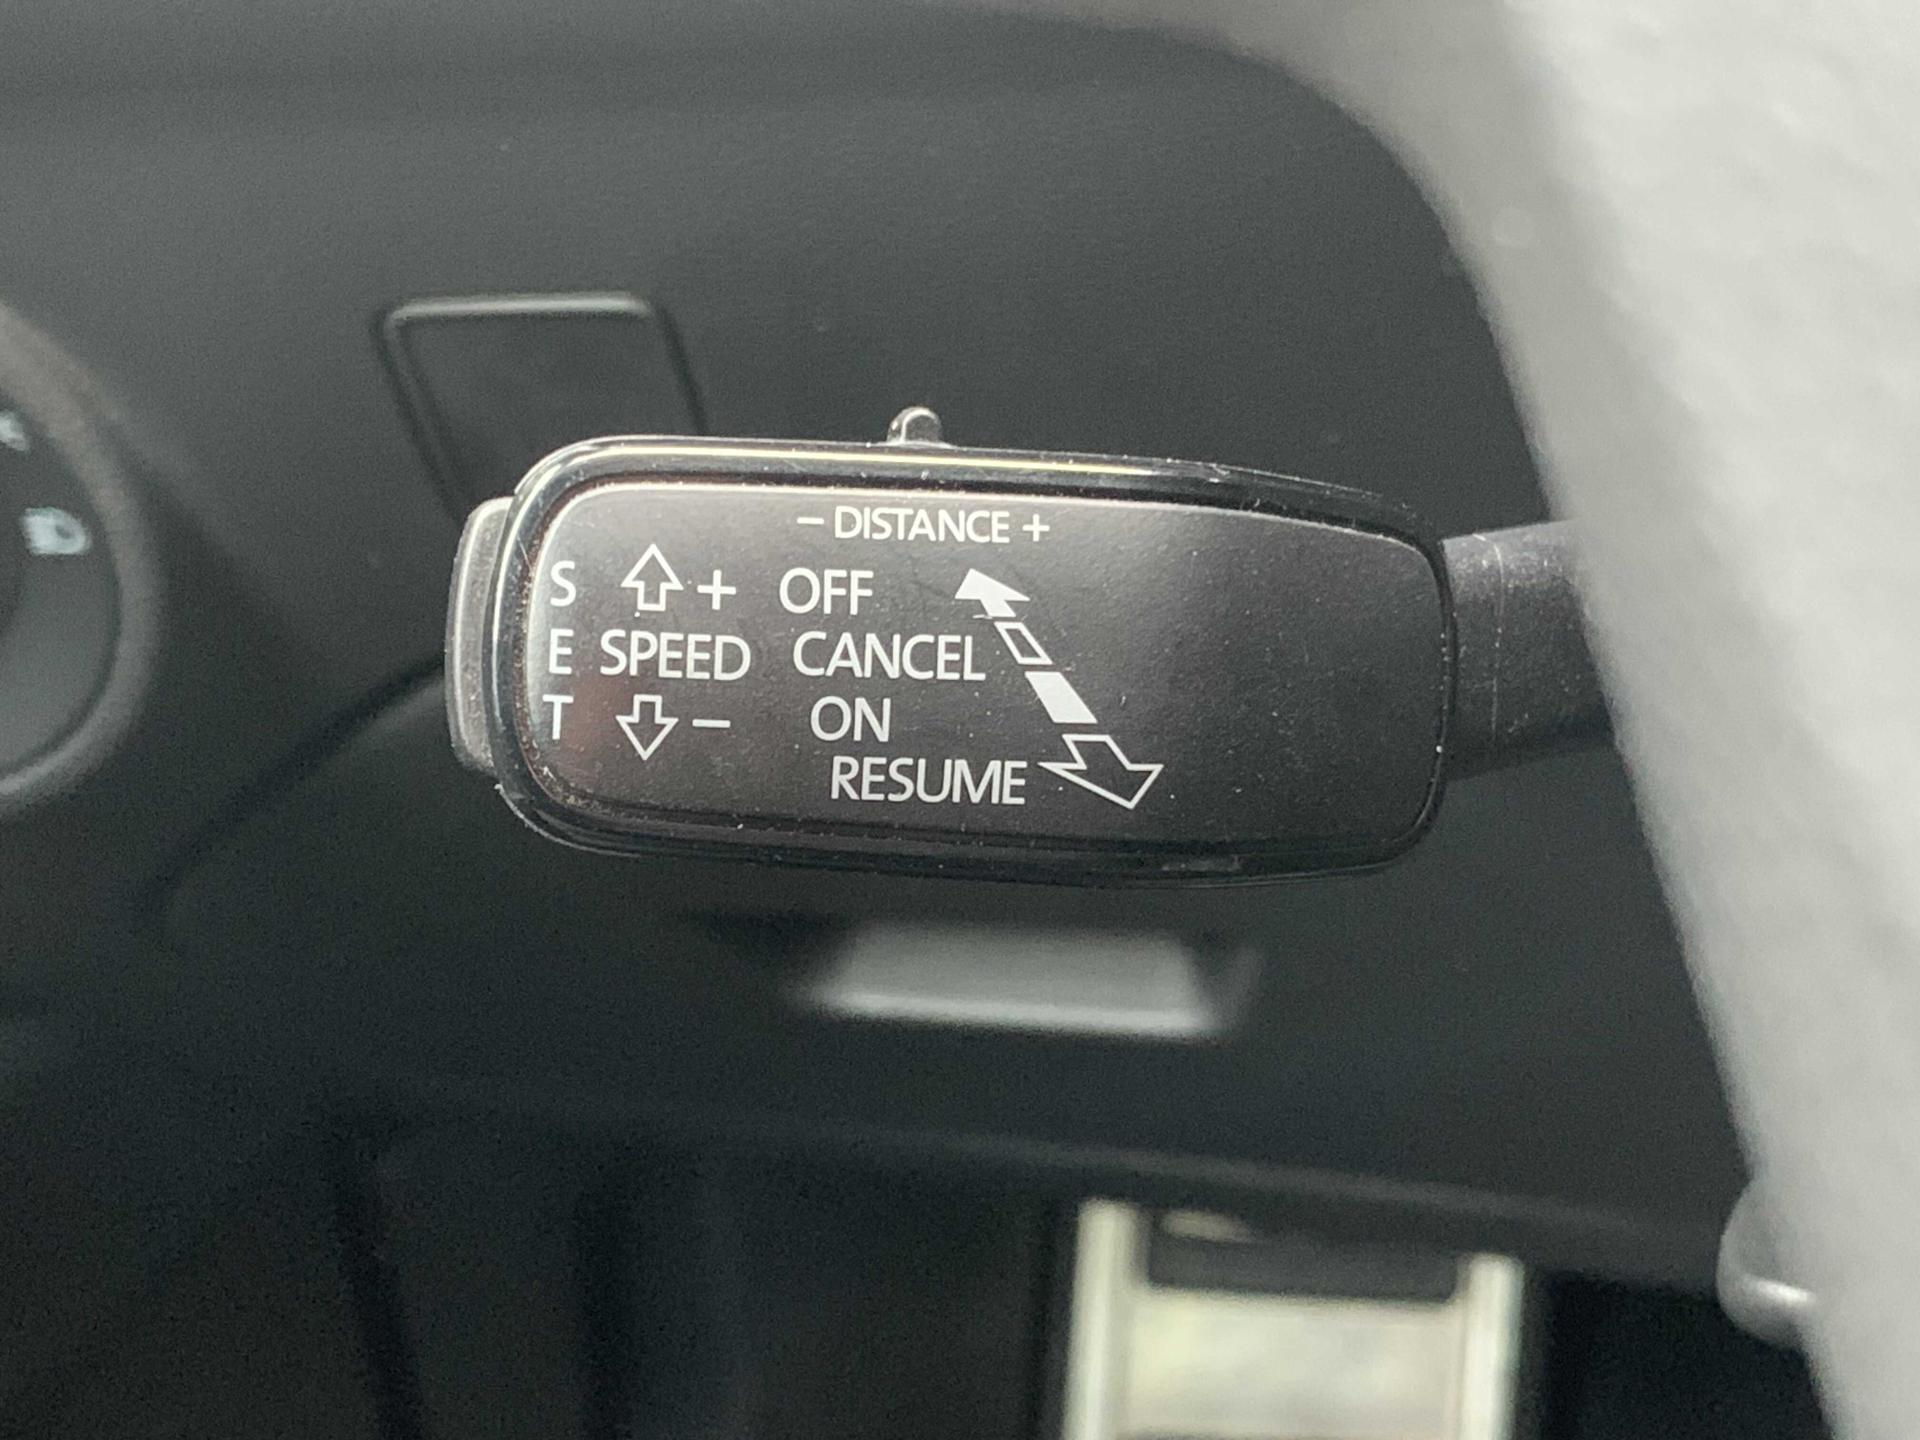 – DISTANCE +
S + OFF
E SPEED CANCEL
T – ON
RESUME